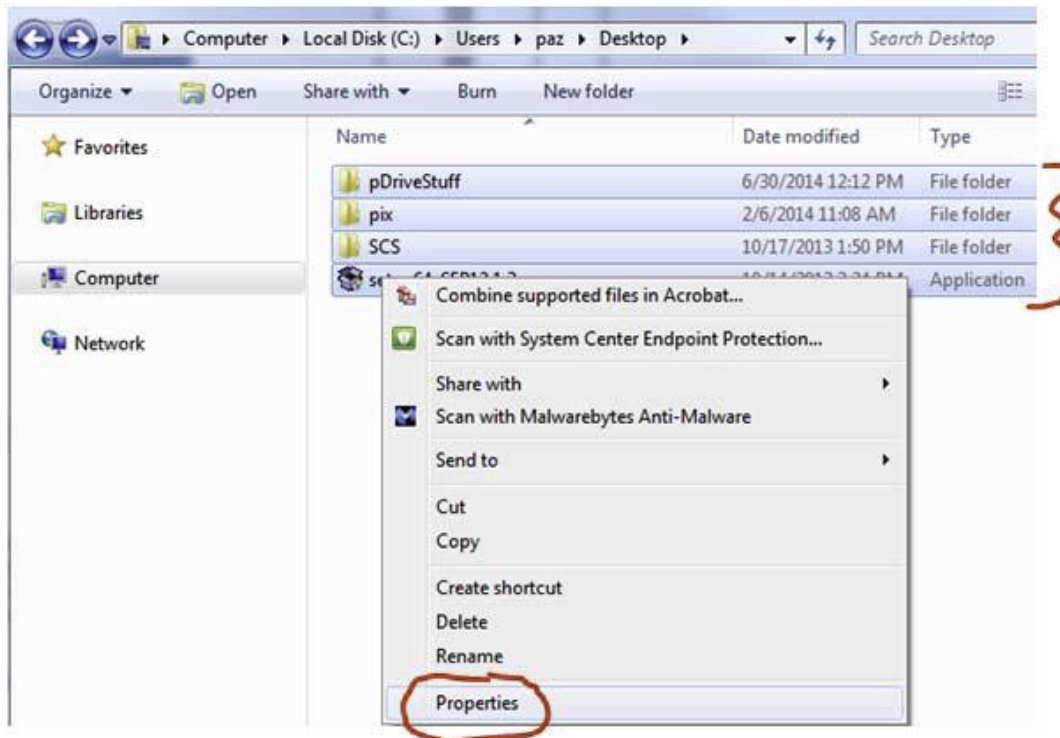 Computer Local Disk (C:) Users paz Desktop Search Desktop
Organize Open Share with Burn New folder
Name Date modified Type
Favorites
pDriveStuff 6/30/2014 12:12 PM File folder
Libraries
pix 2/6/2014 11:08 AM File folder
SCS 10/17/2013 1:50 PM File folder
Computer
Application
Combine supported files in Acrobat...
Network
Scan with System Center Endpoint Protection...
Share with
Scan with Malwarebytes Anti-Malware
Send to
Cut
Copy
Create shortcut
Delete
Rename
Properties